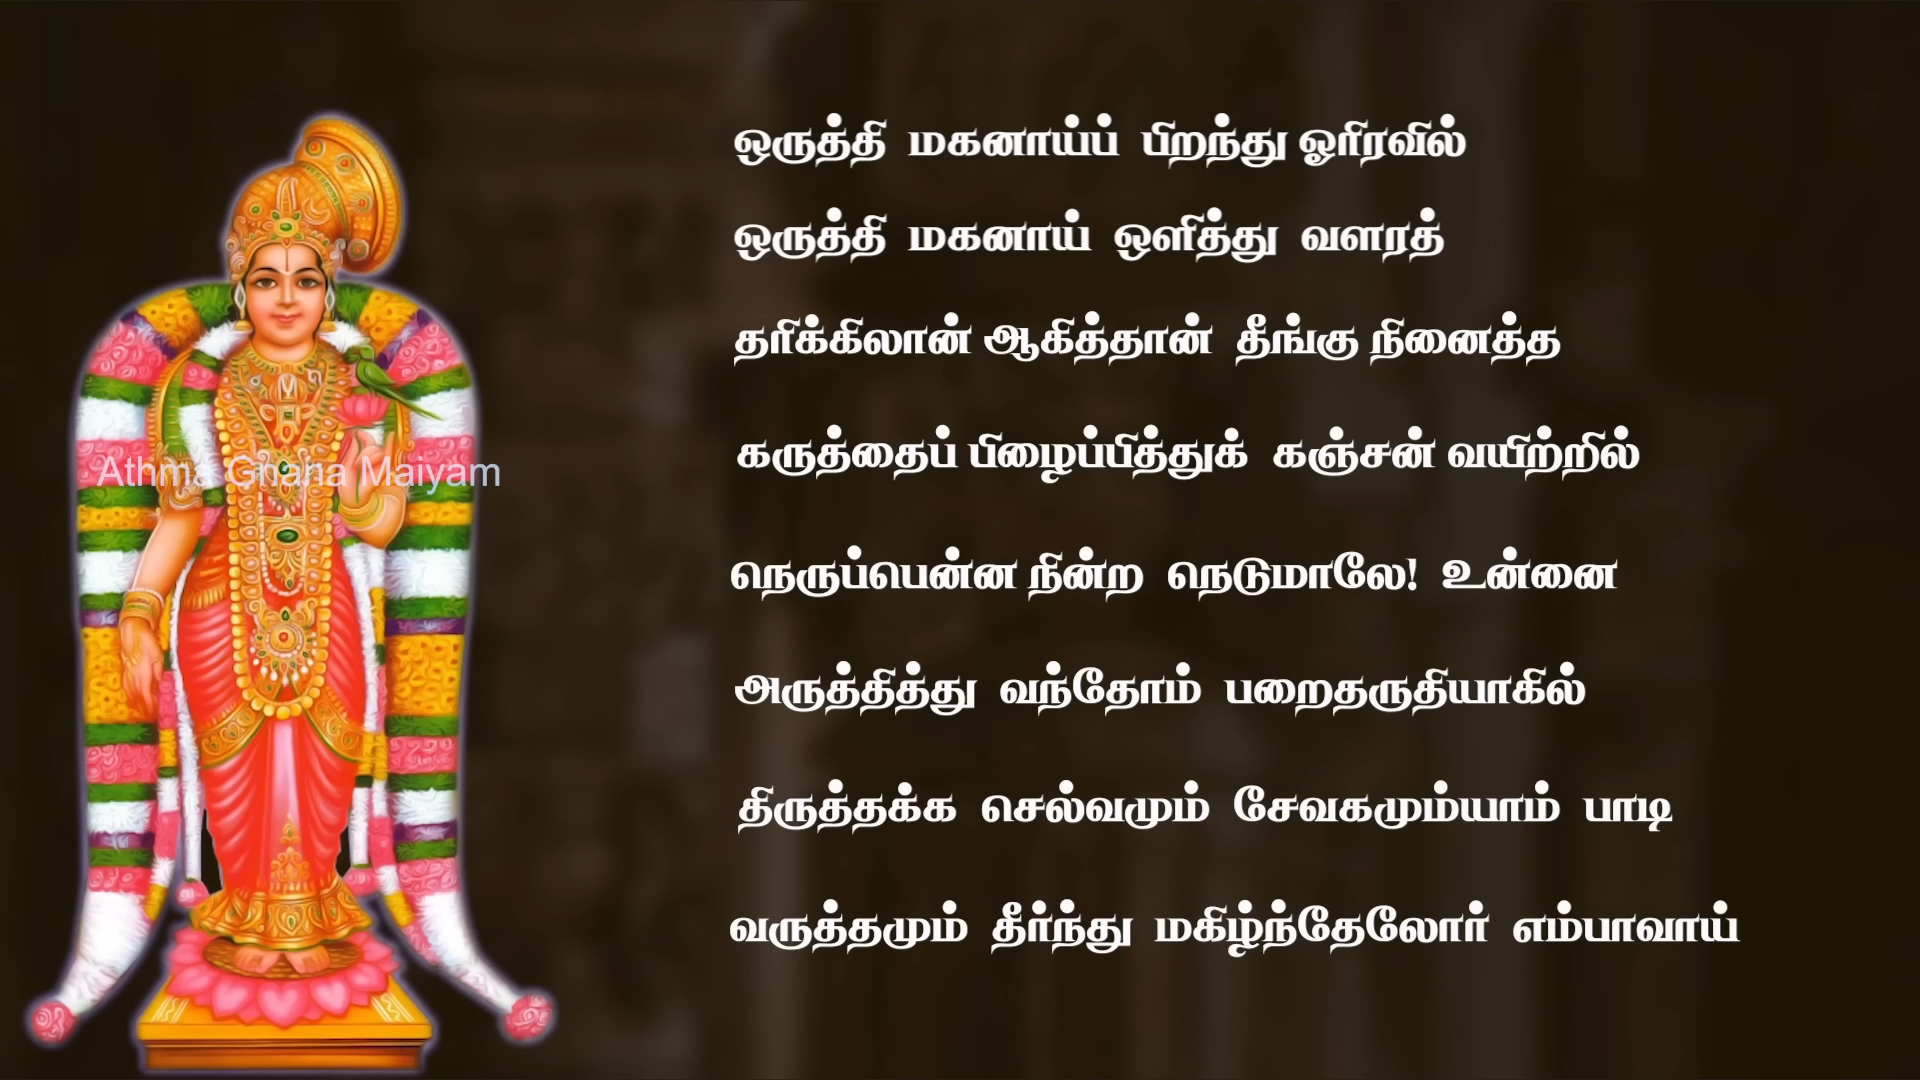 ஒருத்தி மகனாய்ப் பிறந்து ஓரிரவில்
ஒருத்தி மகனாய் ஒளித்து வளரத்
தரிக்கிலான் ஆகித்தான் தீங்கு நினைத்த
கருத்தைப் பிழைப்பித்துக் கஞ்சன் வயிற்றில்
Athma Gnana Maiyam
நெருப்பென்ன நின்ற நெடுமாலே! உன்னை
அருத்தித்து வந்தோம் பறைதருதியாகில்
திருத்தக்க செல்வமும் சேவகமும்யாம் பாடி
வருத்தமும் தீர்ந்து மகிழ்ந்தேலோர் எம்பாவாய்